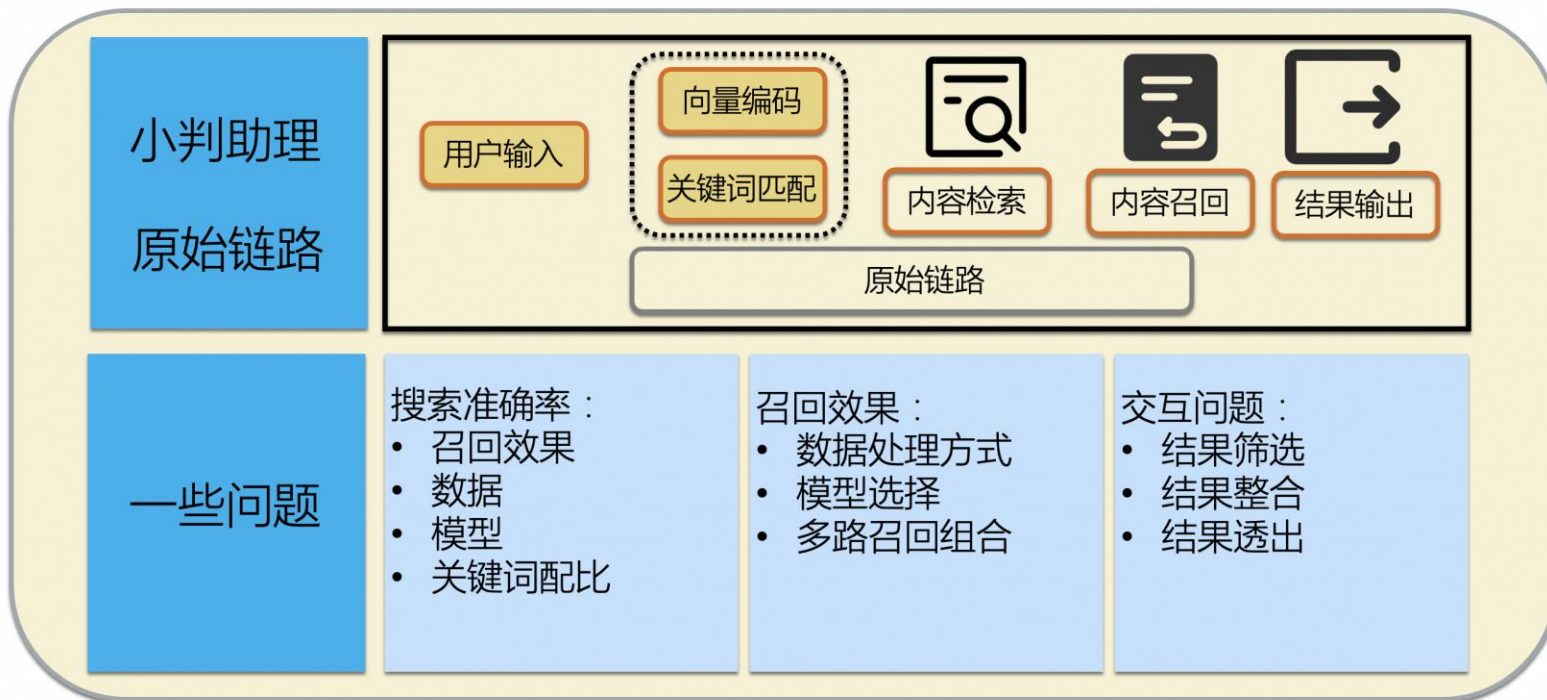 小判助理
原始链路
用户输入
向量编码
关键词匹配
内容检索
内容召回
结果输出
原始链路
一些问题
搜索准确率：
• 召回效果
• 数据
• 模型
• 关键词配比
召回效果：
• 数据处理方式
• 模型选择
• 多路召回组合
交互问题：
• 结果筛选
• 结果整合
• 结果透出